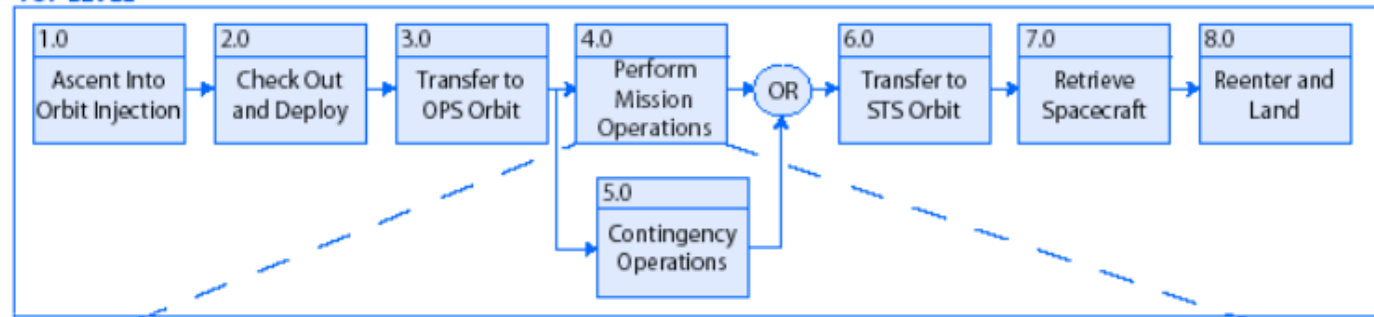 1.0
Ascent Into
Orbit Injection
2.0
Check Out
and Deploy
3.0
Transfer to
OPS Orbit
4.0
Perform
Mission
Operations
OR
5.0
Contingency
Operations
6.0
Transfer to
STS Orbit
7.0
Retrieve
Spacecraft
8.0
Reenter and
Land